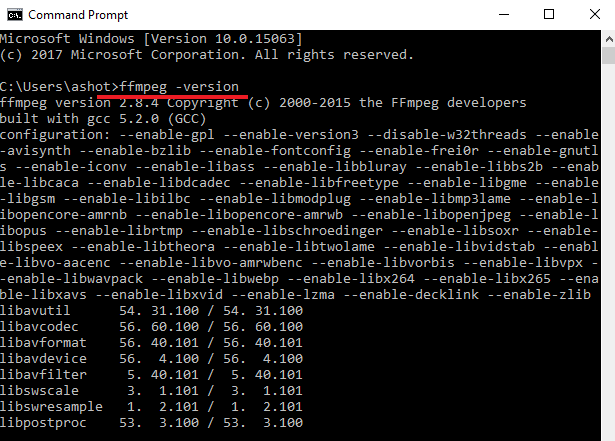 Command Prompt
Microsoft Windows [Version 10.0.15063]
(c) 2017 Microsoft Corporation. All rights reserved.
C:\Users\ashot>ffmpeg -version
ffmpeg version 2.8.4 Copyright (c) 2000-2015 the FFmpeg developers
built with gcc 5.2.0 (GCC)
configuration: --enable-gpl --enable-version3 --disable-w32threads --enable
-avisynth --enable-bzlib --enable-fontconfig --enable-frei0r --enable-gnutl
s --enable-iconv --enable-libass --enable-libbluray --enable-libbs2b --enab
le-libcaca --enable-libdcadec --enable-libfreetype --enable-libgme --enable
-libgsm --enable-libilbc --enable-libmodplug --enable-libmp3lame --enable-l
ibopencore-amrnb --enable-libopencore-amrwb --enable-libopenjpeg --enable-l
ibopus --enable-librtmp --enable-libschroedinger --enable-libsoxr --enable-
libspeex --enable-libtheora --enable-libtwolame --enable-libvidstab --enabl
e-libvo-aacenc --enable-libvo-amrwbenc --enable-libvorbis --enable-libvpx -
-enable-libwavpack --enable-libwebp --enable-libx264 --enable-libx265 --ena
ble-libxavs --enable-libxvid --enable-lzma --enable-decklink --enable-zlib
libavutil      54. 31.100 / 54. 31.100
libavcodec     56. 60.100 / 56. 60.100
libavformat    56. 40.101 / 56. 40.101
libavdevice    56.  4.100 / 56.  4.100
libavfilter     5. 40.101 /  5. 40.101
libswscale      3.  1.101 /  3.  1.101
libswresample   1.  2.101 /  1.  2.101
libpostproc    53.  3.100 / 53.  3.100